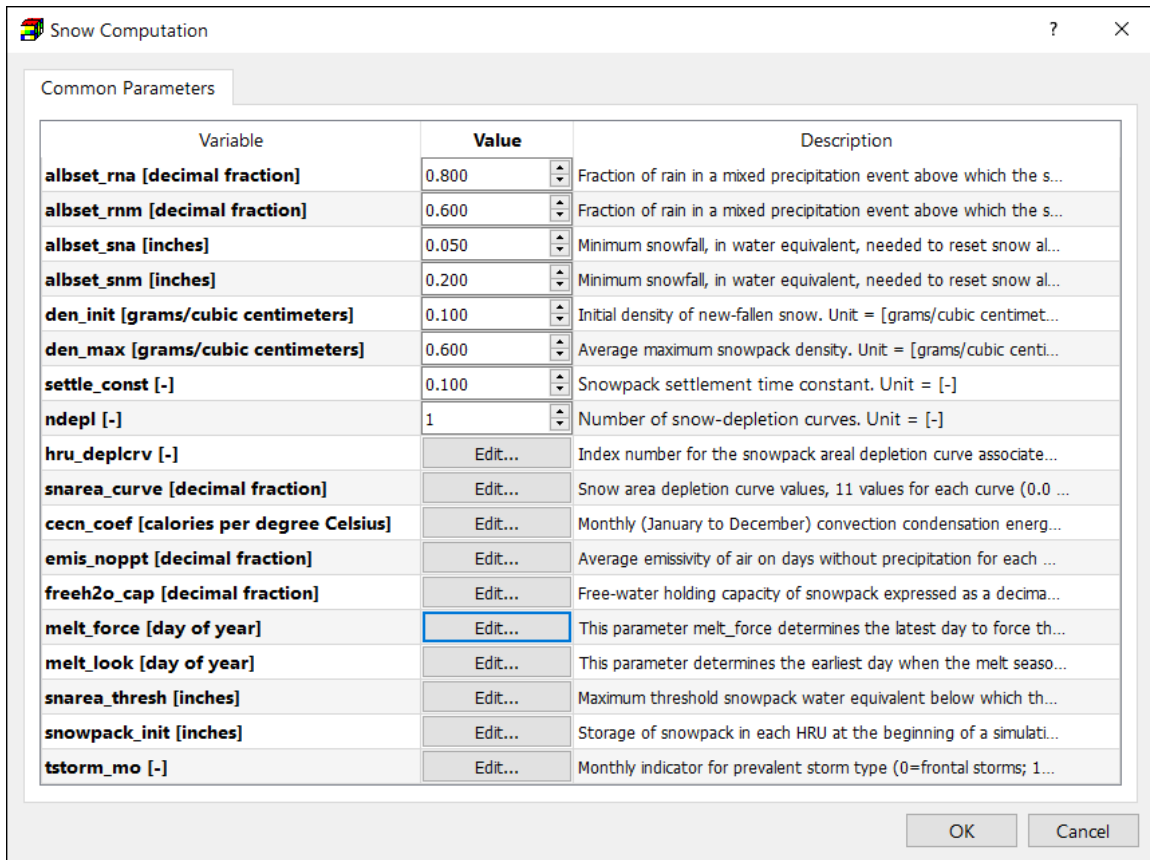 Snow Computation ? ×
Common Parameters
Variable Value Description
albset_rna [decimal fraction] 0.800 Fraction of rain in a mixed precipitation event above which the s...
albset_rnm [decimal fraction] 0.600 Fraction of rain in a mixed precipitation event above which the s...
albset_sna [inches] 0.050 Minimum snowfall, in water equivalent, needed to reset snow al...
albset_snm [inches] 0.200 Minimum snowfall, in water equivalent, needed to reset snow al...
den_init [grams/cubic centimeters] 0.100 Initial density of new-fallen snow. Unit = [grams/cubic centimet...
den_max [grams/cubic centimeters] 0.600 Average maximum snowpack density. Unit = [grams/cubic centi...
settle_const [-] 0.100 Snowpack settlement time constant. Unit = [-]
ndepl [-] 1 Number of snow-depletion curves. Unit = [-]
hru_deplcrv [-] Edit... Index number for the snowpack areal depletion curve associate...
snarea_curve [decimal fraction] Edit... Snow area depletion curve values, 11 values for each curve (0.0 ...
cecn_coef [calories per degree Celsius] Edit... Monthly (January to December) convection condensation energ...
emis_noppt [decimal fraction] Edit... Average emissivity of air on days without precipitation for each ...
freeh2o_cap [decimal fraction] Edit... Free-water holding capacity of snowpack expressed as a decima...
melt_force [day of year] Edit... This parameter melt_force determines the latest day to force th...
melt_look [day of year] Edit... This parameter determines the earliest day when the melt seaso...
snarea_thresh [inches] Edit... Maximum threshold snowpack water equivalent below which th...
snowpack_init [inches] Edit... Storage of snowpack in each HRU at the beginning of a simulati...
tstorm_mo [-] Edit... Monthly indicator for prevalent storm type (0=frontal storms; 1...
OK Cancel